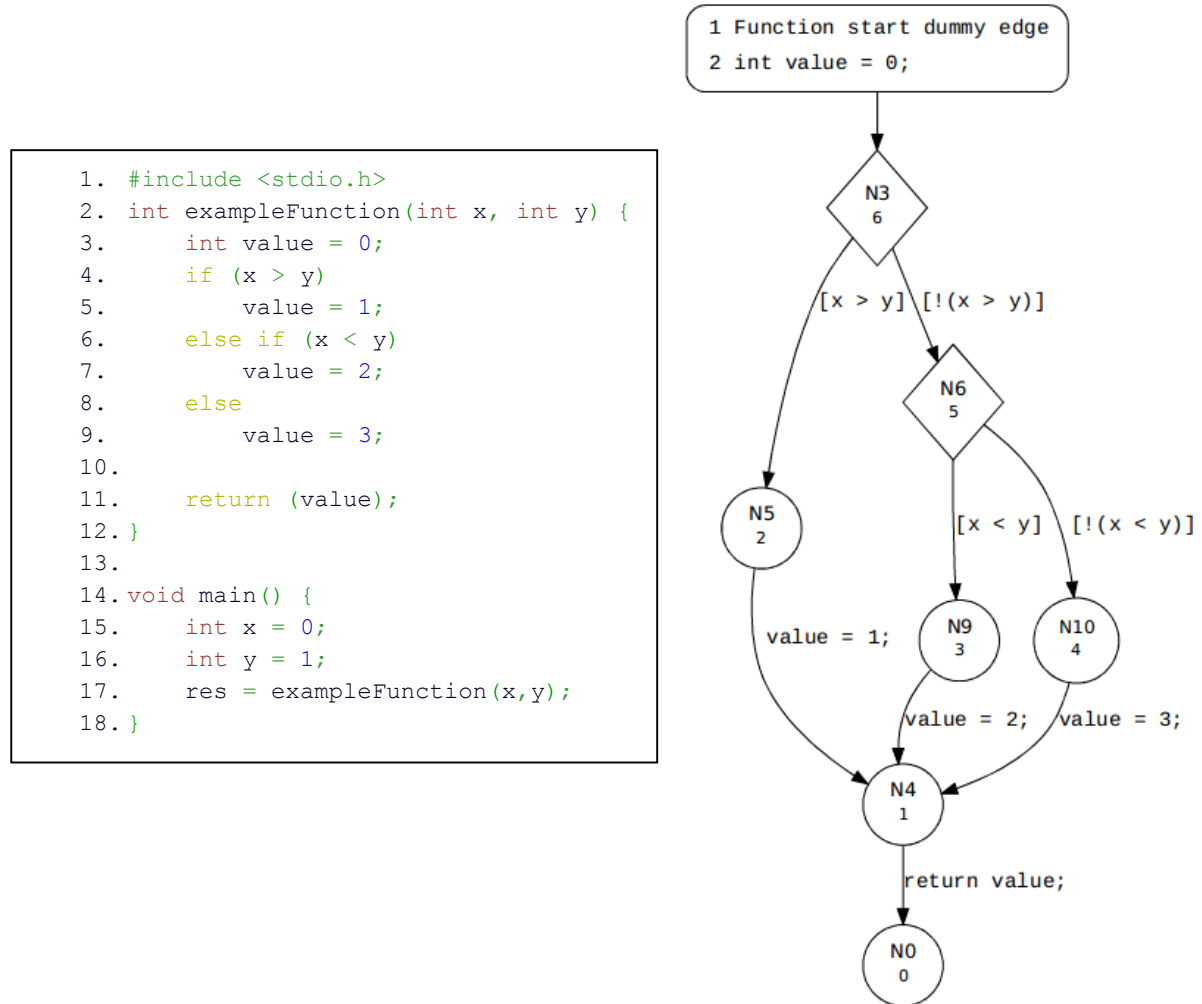 1. #include <stdio.h>
2. int exampleFunction(int x, int y) {
3. int value = 0;
4. if (x > y)
5. value = 1;
6. else if (x < y)
7. value = 2;
8. else
9. value = 3;
10.
11. return (value);
12. }
13.
14. void main() {
15. int x = 0;
16. int y = 1;
17. res = exampleFunction(x,y);
18. }
1 Function start dummy edge
2 int value = 0;
N3
6
[x > y] [!(x > y)]
N6
5
N5
2
[x < y] [!(x < y)]
N9
3
N10
4
value = 1;
value = 2; value = 3;
N4
1
return value;
N0
0